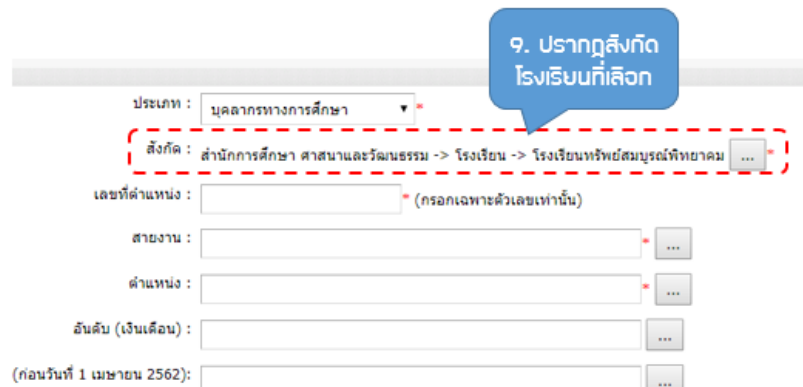 9. ปรากฎสังกัด
โรงเรียนที่เลือก
ประเภท : บุคลากรทางการศึกษา *
สังกัด : สำนักการศึกษา ศาสนาและวัฒนธรรม -> โรงเรียน -> โรงเรียนทรัพย์สมบูรณ์พิทยาคม ... *
เลขที่ตำแหน่ง : * (กรอกเฉพาะตัวเลขเท่านั้น)
สายงาน : * ...
ตำแหน่ง : * ...
อันดับ (เงินเดือน) : ...
(ก่อนวันที่ 1 เมษายน 2562): ...